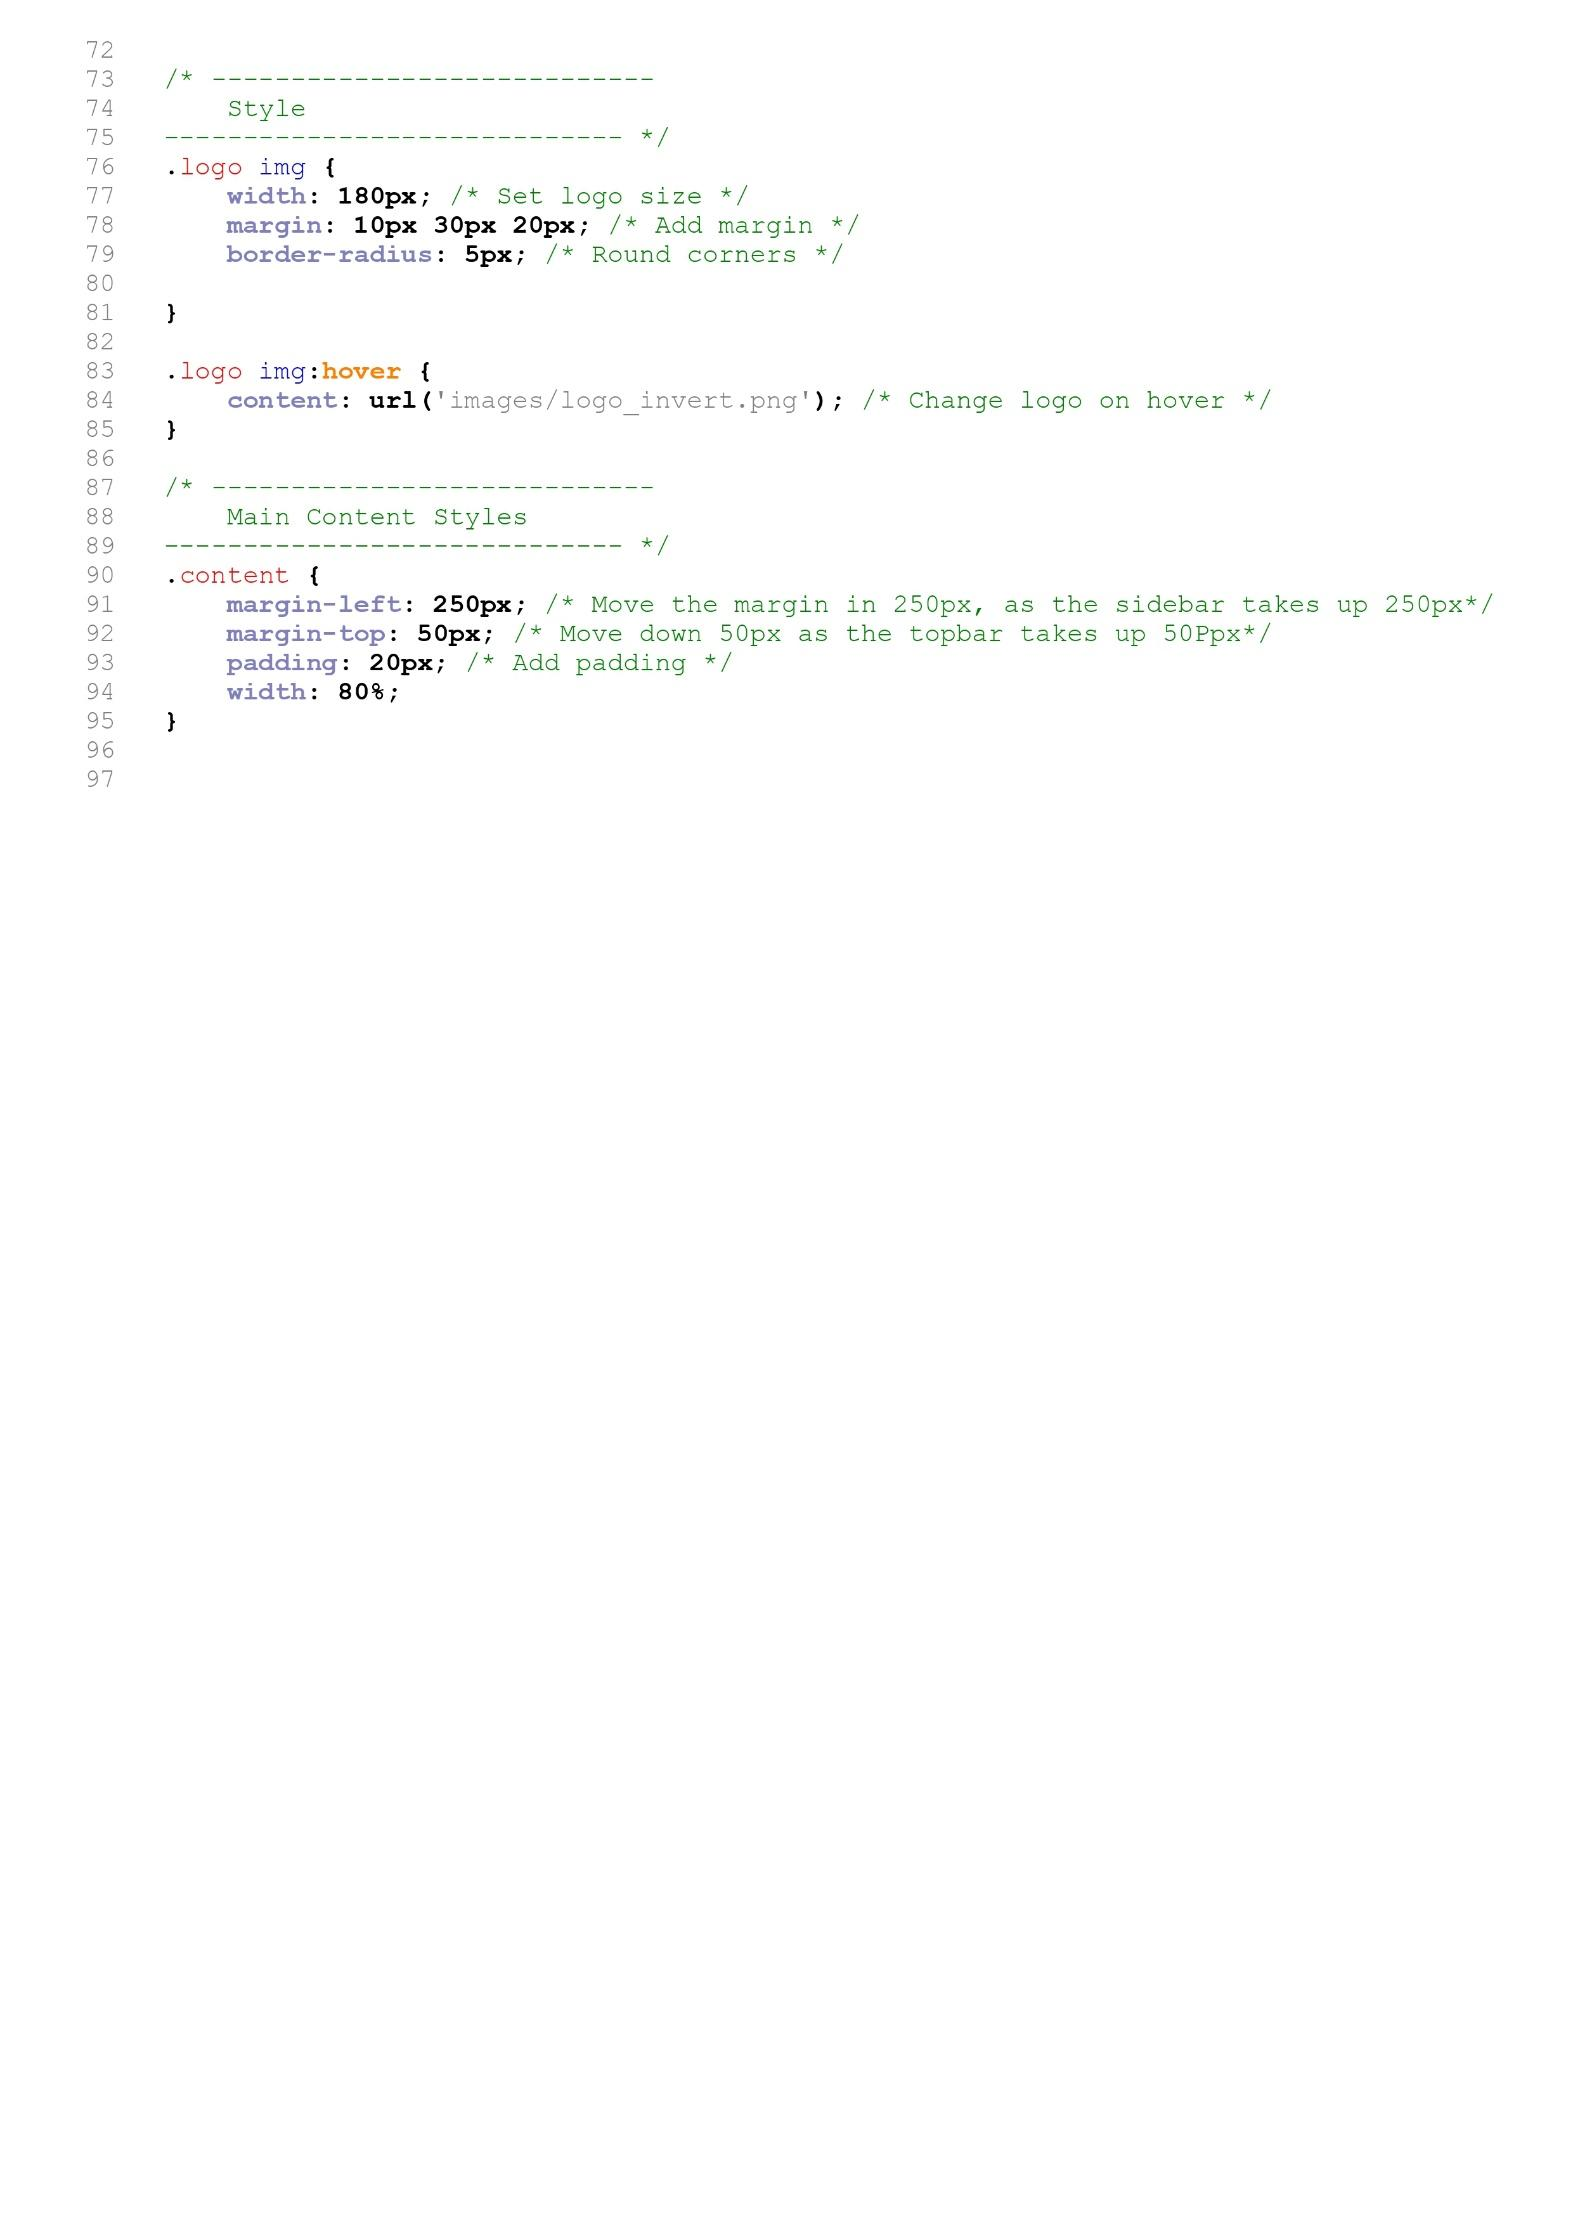 72
73 /* ----------------------------
74 Style
75 ----------------------------- */
76 .logo img {
77 width: 180px; /* Set logo size */
78 margin: 10px 30px 20px; /* Add margin */
79 border-radius: 5px; /* Round corners */
80
81 }
82
83 .logo img:hover {
84 content: url('images/logo_invert.png'); /* Change logo on hover */
85 }
86
87 /* ----------------------------
88 Main Content Styles
89 ----------------------------- */
90 .content {
91 margin-left: 250px; /* Move the margin in 250px, as the sidebar takes up 250px*/
92 margin-top: 50px; /* Move down 50px as the topbar takes up 50Ppx*/
93 padding: 20px; /* Add padding */
94 width: 80%;
95 }
96
97